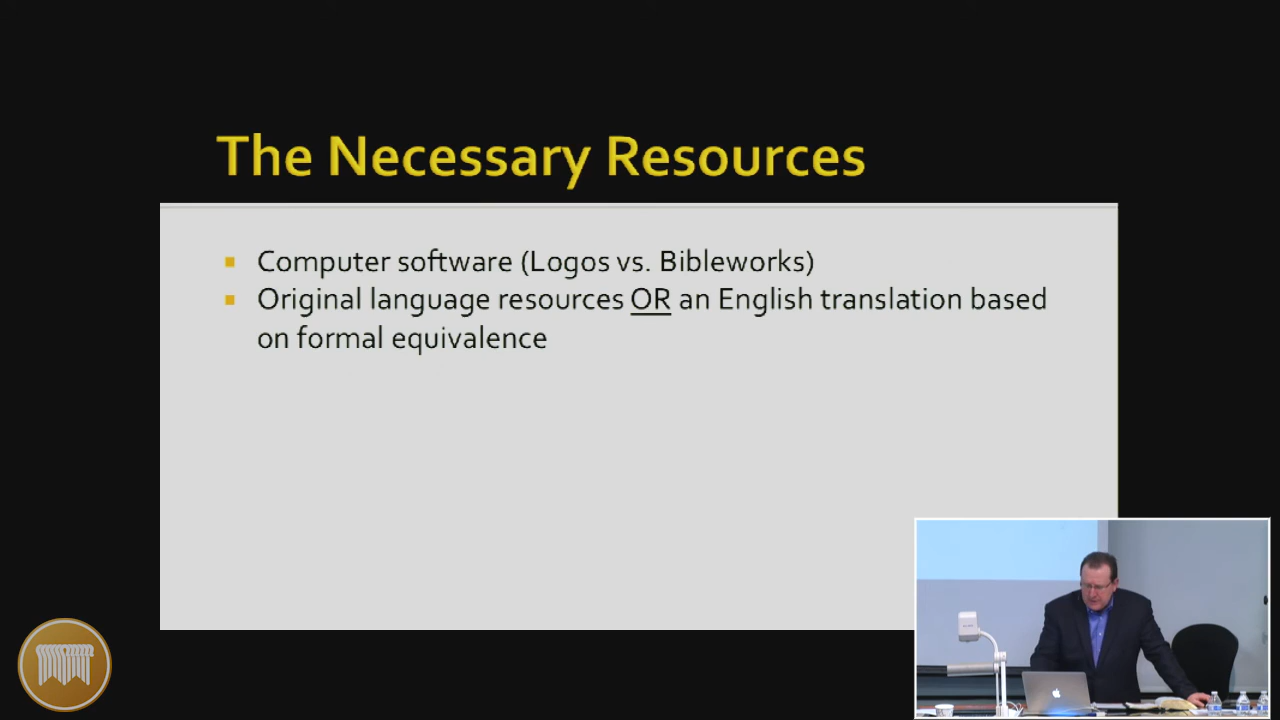 The Necessary Resources
Computer software (Logos vs. Bibleworks)
Original language resources OR an English translation based
on formal equivalence